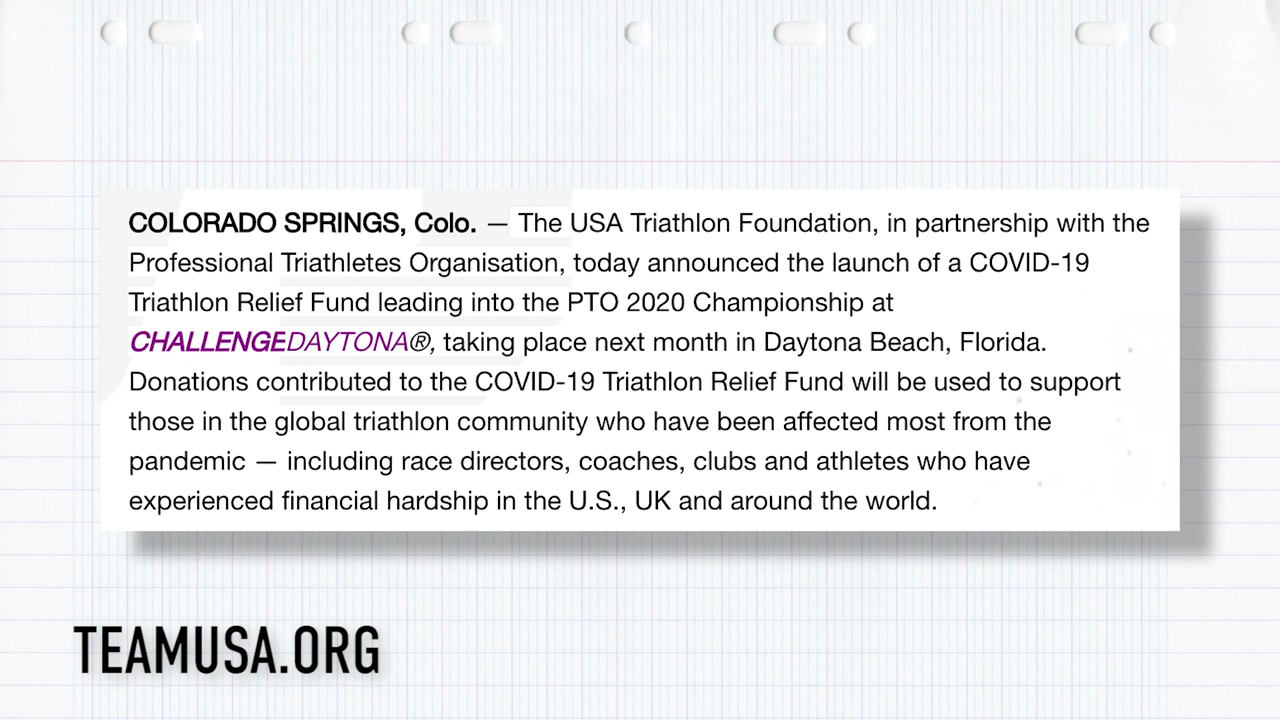 COLORADO SPRINGS, Colo. — The USA Triathlon Foundation, in partnership with the
Professional Triathletes Organisation, today announced the launch of a COVID-19
Triathlon Relief Fund leading into the PTO 2020 Championship at
CHALLENGEDAYTONA®, taking place next month in Daytona Beach, Florida.
Donations contributed to the COVID-19 Triathlon Relief Fund will be used to support
those in the global triathlon community who have been affected most from the
pandemic — including race directors, coaches, clubs and athletes who have
experienced financial hardship in the U.S., UK and around the world.
TEAMUSA.ORG